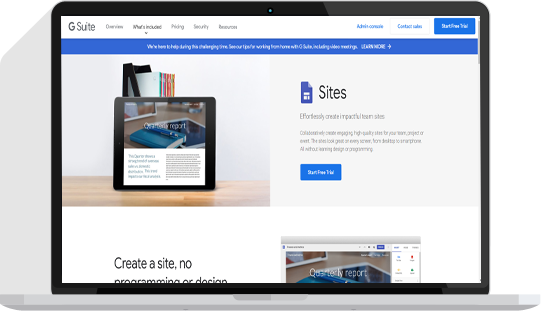 G Suite
Overview
What's included
Pricing
Security
Resources
Admin console
Contact sales
Start Free Trial
We're here to help during this challenging time. See our tips for working from home with G Suite, including video meetings. LEARN MORE →
Quarterly report
Sites
Effortlessly create impactful team sites
Collaboratively create engaging, high-quality sites for your team, project or
event. The sites look great on every screen, from desktop to smartphone.
All without learning design or programming.
Start Free Trial
Create a site, no
programming or design
Quarterly report